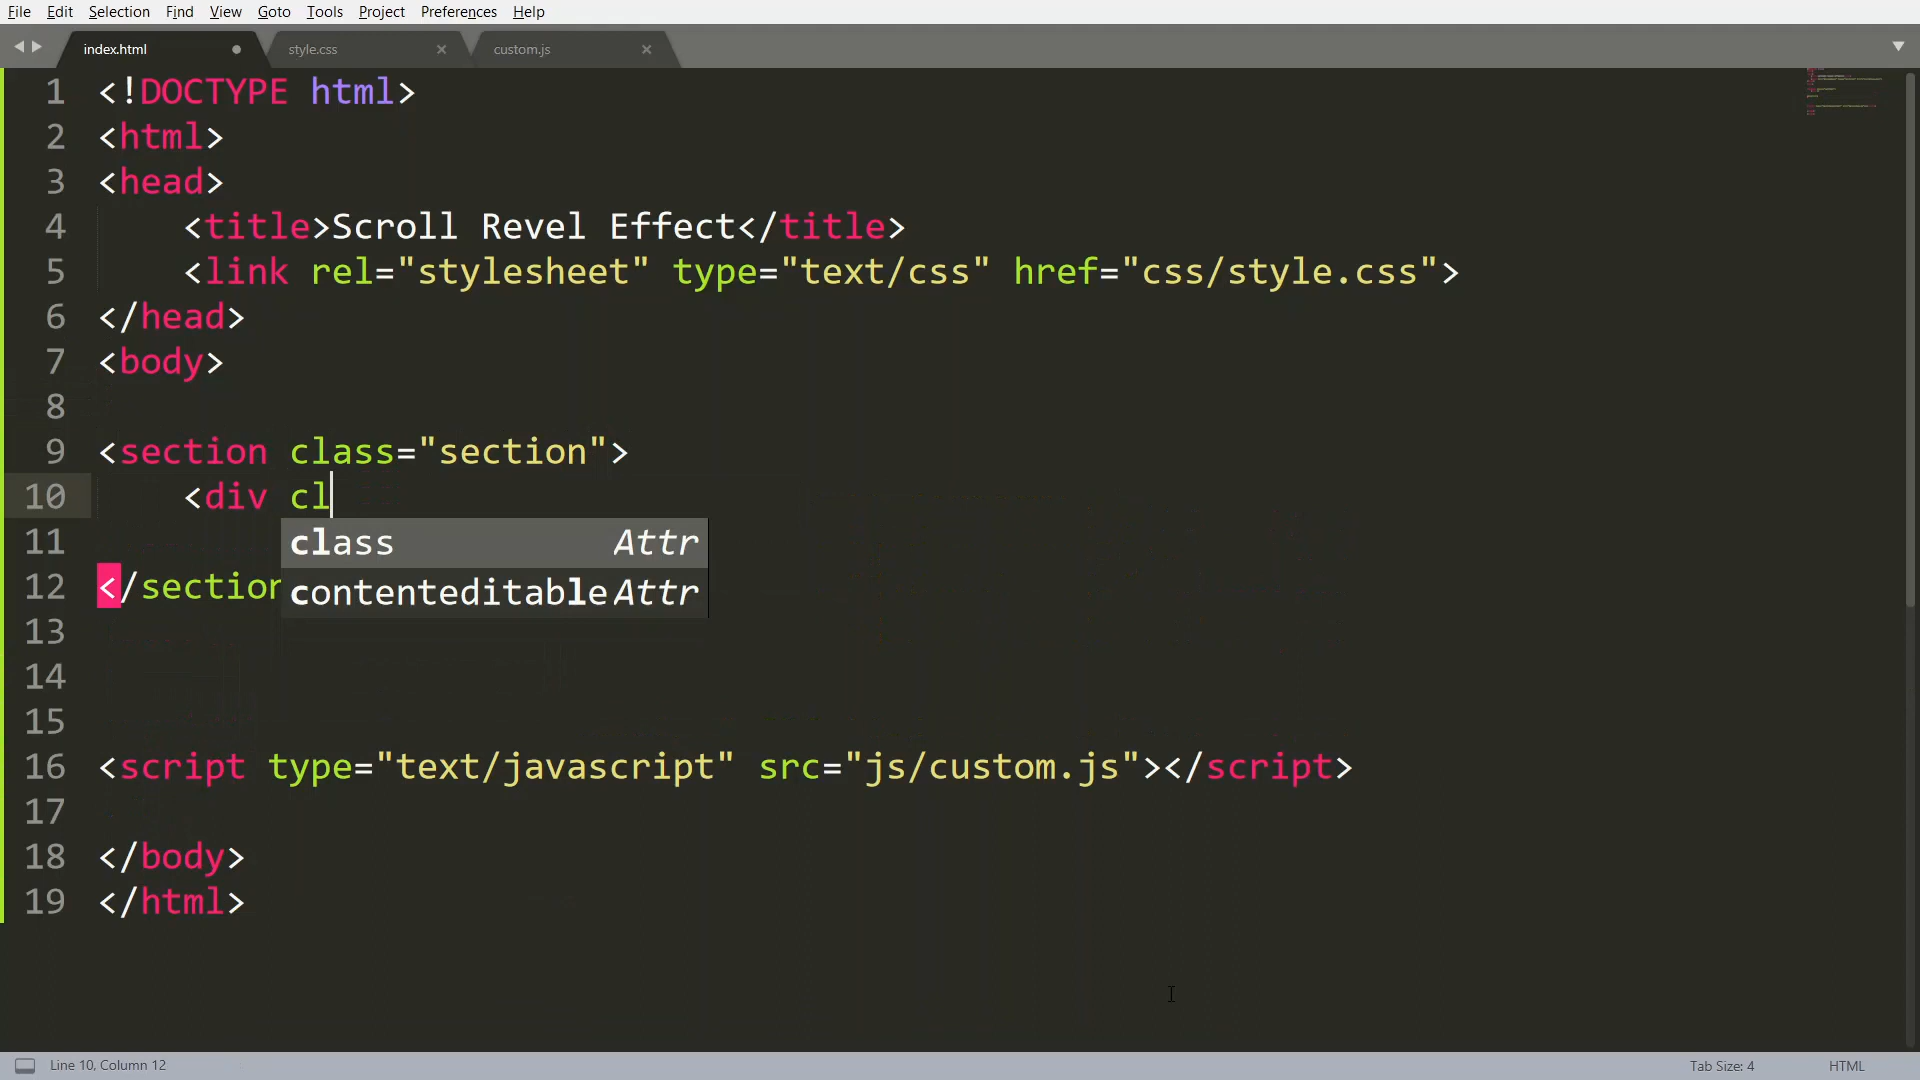 File Edit Selection Find View Goto Tools Project Preferences Help
index.html style.css custom.js
1 <!DOCTYPE html>
2 <html>
3 <head>
4 <title>Scroll Revel Effect</title>
5 <link rel="stylesheet" type="text/css" href="css/style.css">
6 </head>
7 <body>
8
9 <section class="section">
10 <div cl
11 class Attr
12 </section contenteditable Attr
13
14
15
16 <script type="text/javascript" src="js/custom.js"></script>
17
18 </body>
19 </html>
Line 10, Column 12 Tab Size: 4 HTML